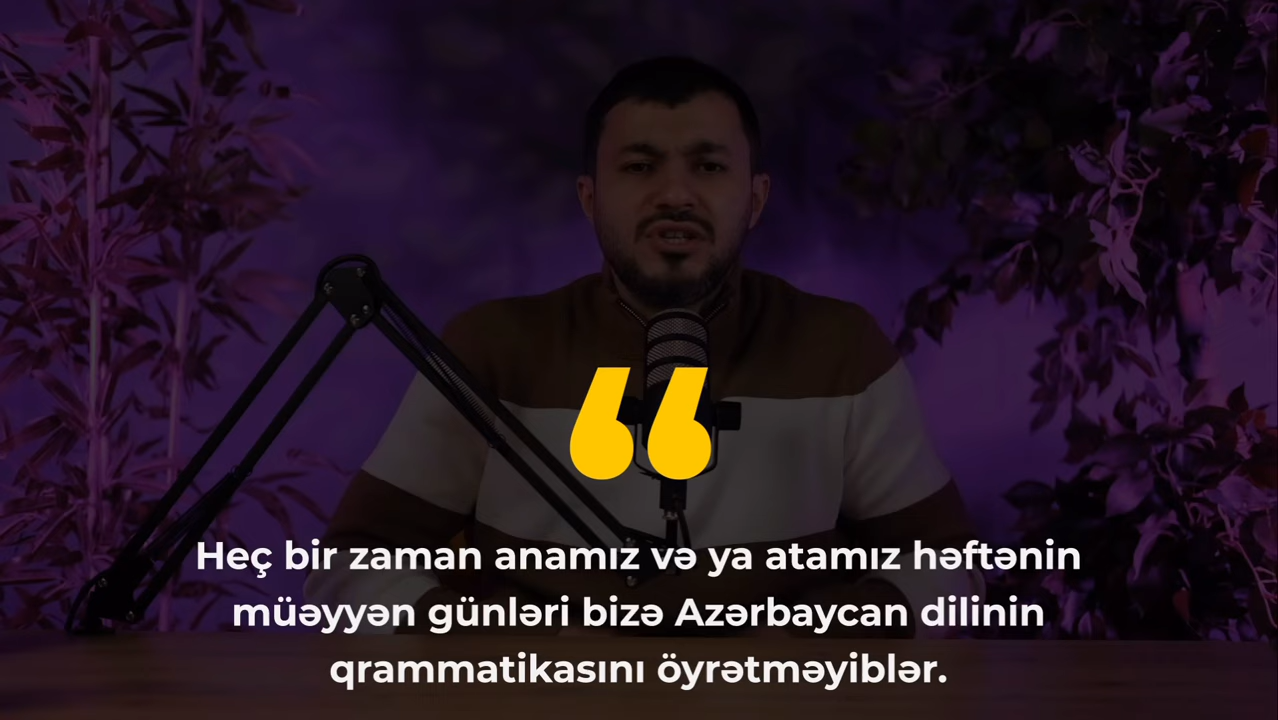 “
Heç bir zaman anamız və ya atamız həftənin
müəyyən günləri bizə Azərbaycan dilinin
qrammatikasını öyrətməyiblər.